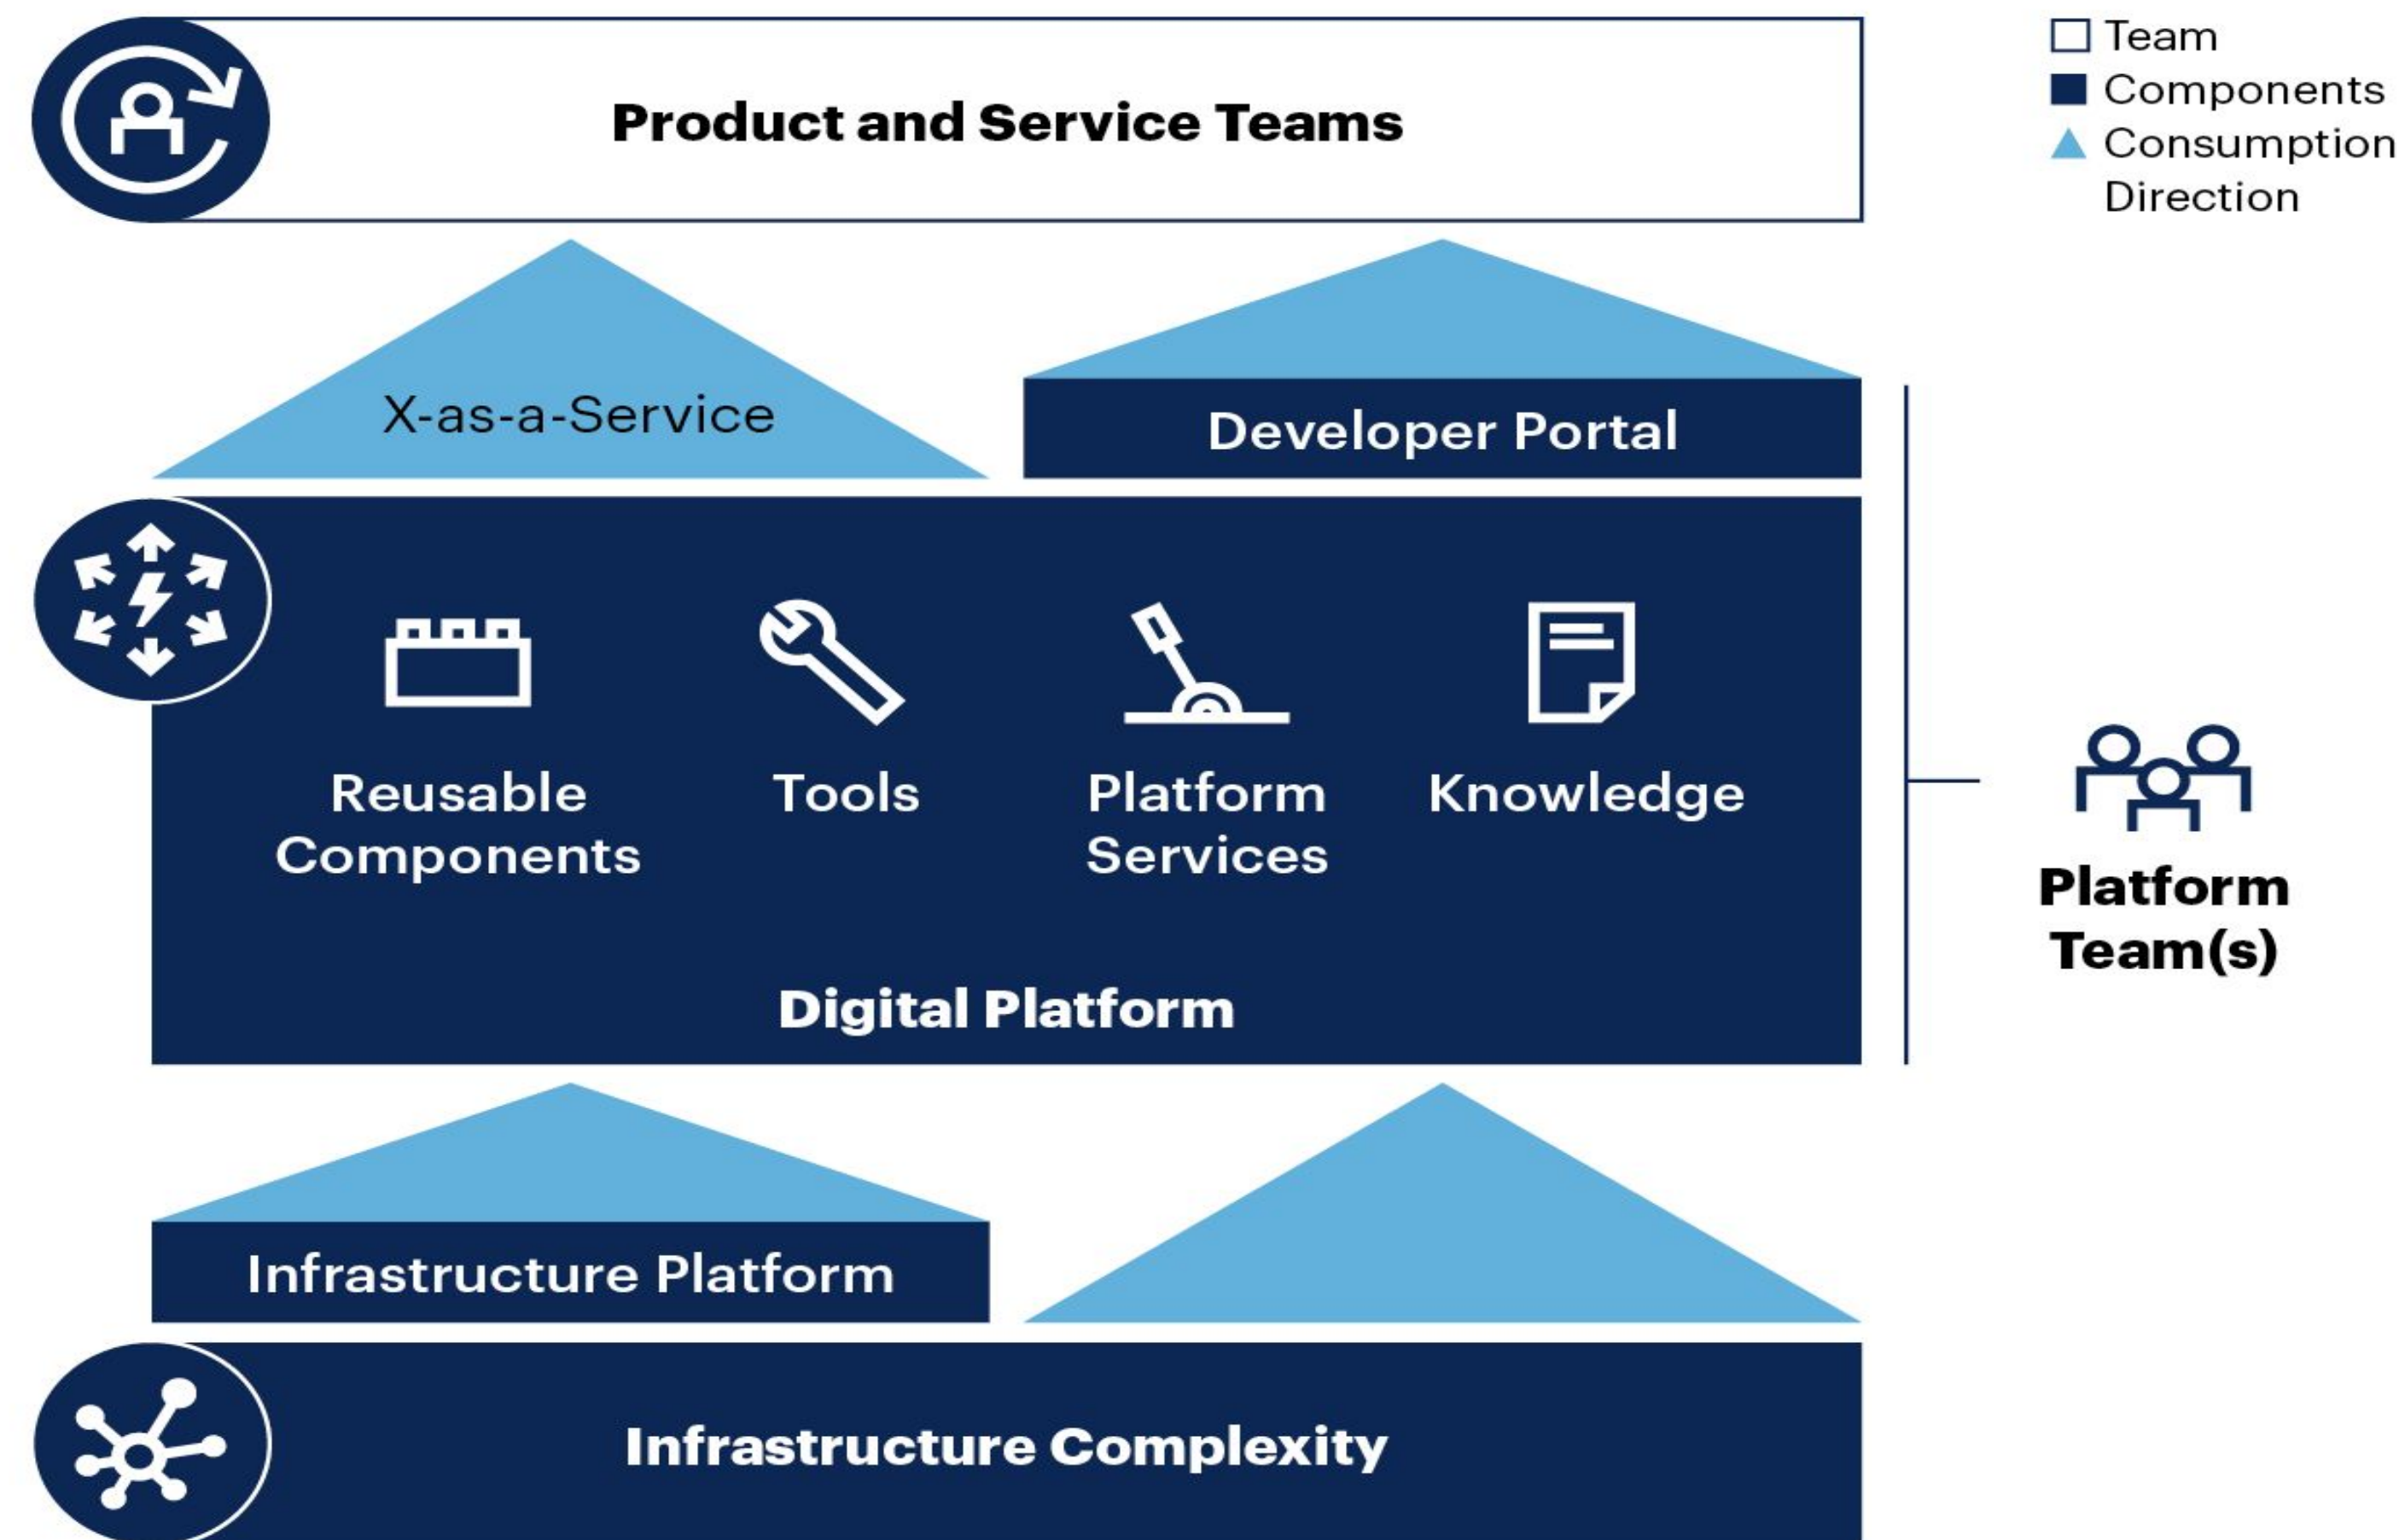 Product and Service Teams
Team
Components
Consumption
Direction
X-as-a-Service
Developer Portal
Reusable
Components
Tools
Platform
Services
Knowledge
Digital Platform
Platform
Team(s)
Infrastructure Platform
Infrastructure Complexity